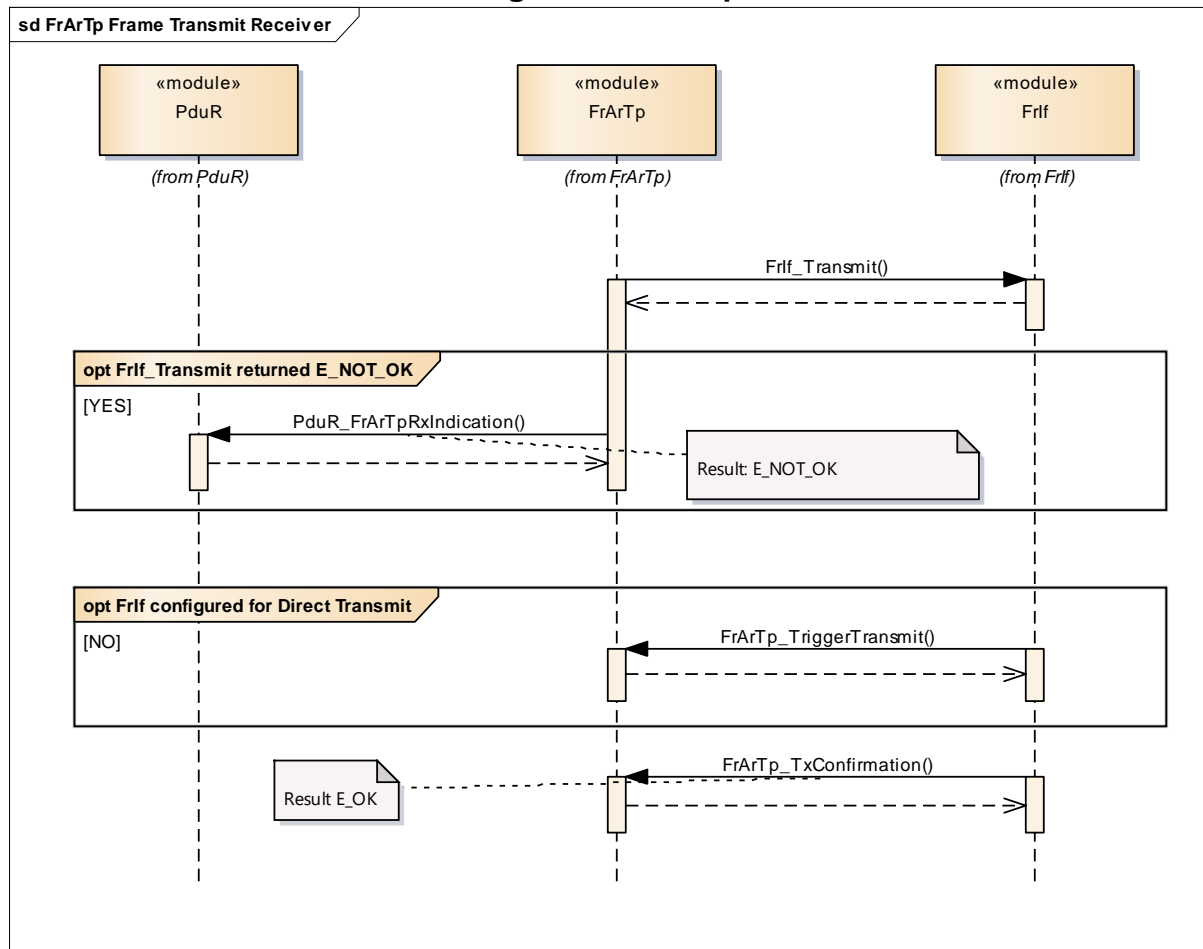 sd FrArTp Frame Transmit Receiver
«module» «module» «module»
PduR FrArTp FrIf
(from PduR) (from FrArTp) (from FrIf)
FrIf_Transmit()
opt FrIf_Transmit returned E_NOT_OK
[YES]
PduR_FrArTpRxIndication()
Result: E_NOT_OK
opt FrIf configured for Direct Transmit
[NO]
FrArTp_TriggerTransmit()
FrArTp_TxConfirmation()
Result E_OK